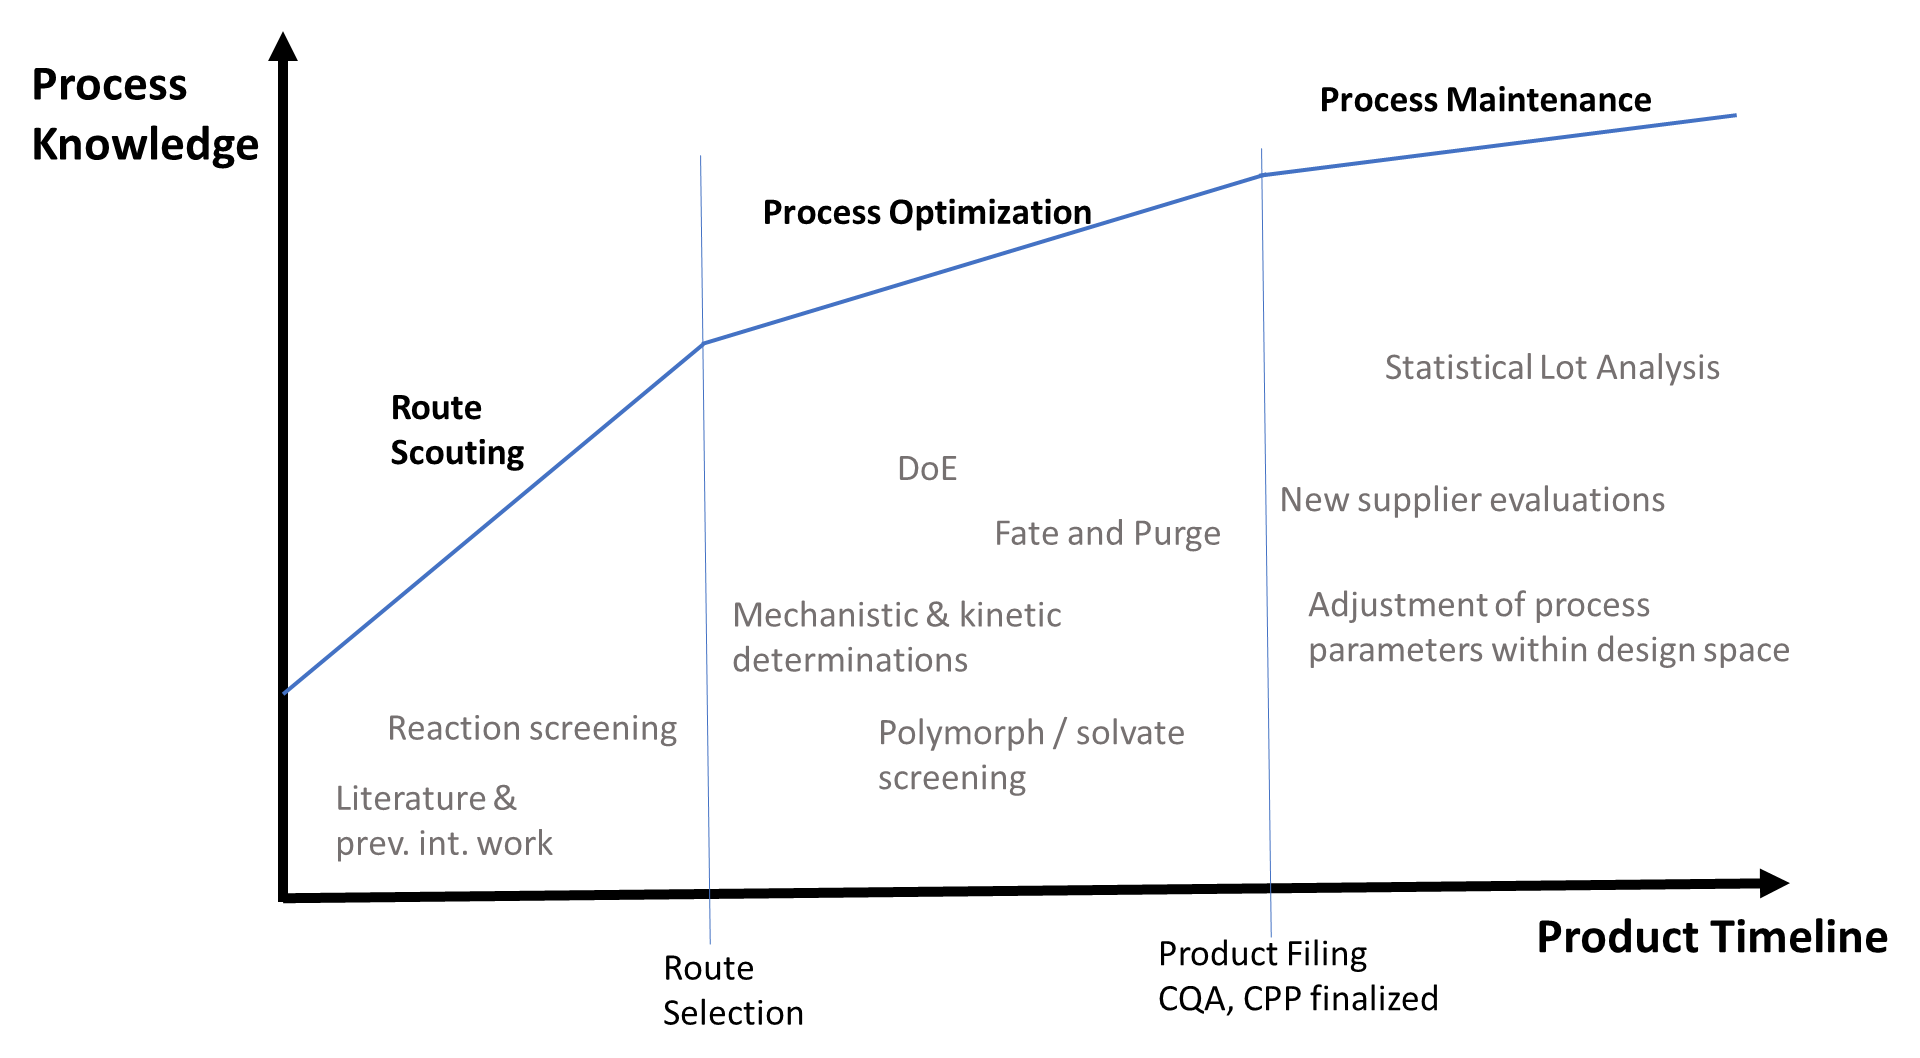 Process
Knowledge
Process Maintenance
Process Optimization
Route
Scouting
Statistical Lot Analysis
DoE
New supplier evaluations
Fate and Purge
Mechanistic & kinetic
determinations
Adjustment of process
parameters within design space
Reaction screening
Polymorph / solvate
screening
Literature &
prev. int. work
Product Timeline
Route
Selection
Product Filing
CQA, CPP finalized